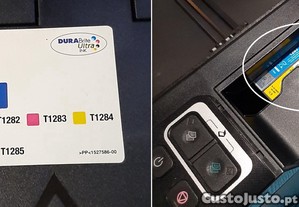 DURABrite
Ultra
Ink
T1282
T1283
T1284
T1285
<PP>1527586-00
CustoJusto.pt